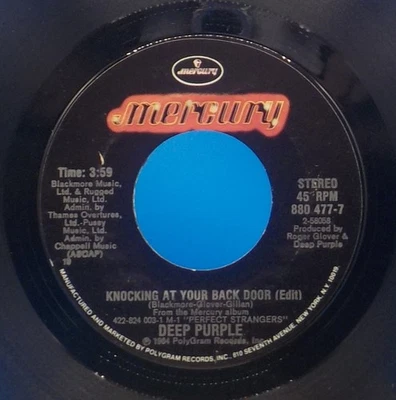 mercury
mercury
Time: 3:59
Blackmore Music,
Ltd. & Rugged
Music, Ltd.
Admin. by
Thames Overtures,
Ltd.-Pussy
Music, Ltd.
Admin. by
Chappell Music
(ASCAP)
19
STEREO
45 RPM
880 477-7
2-58058
Produced by
Roger Glover &
Deep Purple
KNOCKING AT YOUR BACK DOOR (Edit)
(Blackmore-Glover-Gillan)
From the Mercury album
422-824 003-1 M-1 "PERFECT STRANGERS"
DEEP PURPLE
℗ 1984 PolyGram Records, Inc.
MANUFACTURED AND MARKETED BY POLYGRAM RECORDS, INC., 810 SEVENTH AVENUE, NEW YORK, N.Y. 10019